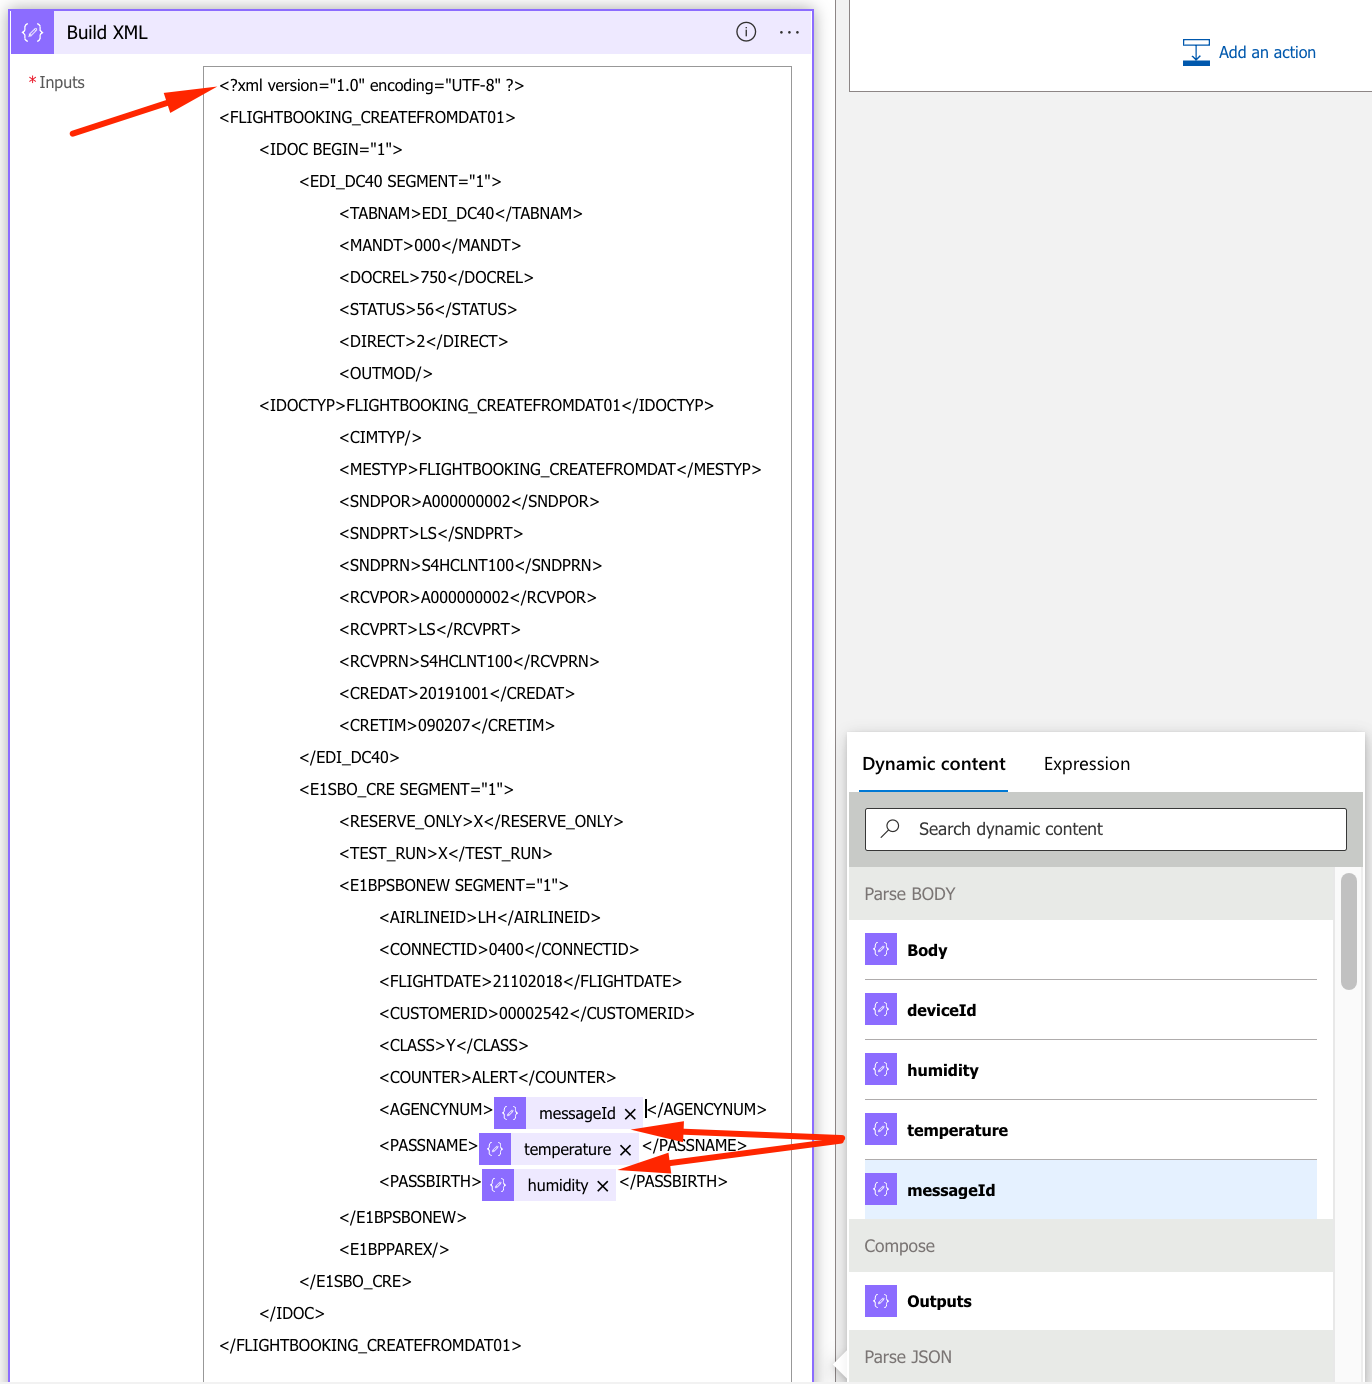 Build XML
*Inputs
<?xml version="1.0" encoding="UTF-8" ?>
<FLIGHTBOOKING_CREATEFROMDAT01>
<IDOC BEGIN="1">
<EDI_DC40 SEGMENT="1">
<TABNAM>EDI_DC40</TABNAM>
<MANDT>000</MANDT>
<DOCREL>750</DOCREL>
<STATUS>56</STATUS>
<DIRECT>2</DIRECT>
<OUTMOD/>
<IDOCTYP>FLIGHTBOOKING_CREATEFROMDAT01</IDOCTYP>
<CIMTYP/>
<MESTYP>FLIGHTBOOKING_CREATEFROMDAT</MESTYP>
<SNDPOR>A000000002</SNDPOR>
<SNDPRT>LS</SNDPRT>
<SNDPRN>S4HCLNT100</SNDPRN>
<RCVPOR>A000000002</RCVPOR>
<RCVPRT>LS</RCVPRT>
<RCVPRN>S4HCLNT100</RCVPRN>
<CREDAT>20191001</CREDAT>
<CRETIM>090207</CRETIM>
</EDI_DC40>
<E1SBO_CRE SEGMENT="1">
<RESERVE_ONLY>X</RESERVE_ONLY>
<TEST_RUN>X</TEST_RUN>
<E1BPSBONEW SEGMENT="1">
<AIRLINEID>LH</AIRLINEID>
<CONNECTID>0400</CONNECTID>
<FLIGHTDATE>21102018</FLIGHTDATE>
<CUSTOMERID>00002542</CUSTOMERID>
<CLASS>Y</CLASS>
<COUNTER>ALERT</COUNTER>
<AGENCYNUM> messageId </AGENCYNUM>
<PASSNAME> temperature </PASSNAME>
<PASSBIRTH> humidity </PASSBIRTH>
</E1BPSBONEW>
<E1BPPAREX/>
</E1SBO_CRE>
</IDOC>
</FLIGHTBOOKING_CREATEFROMDAT01>
Add an action
Dynamic content Expression
Search dynamic content
Parse BODY
Body
deviceId
humidity
temperature
messageId
Compose
Outputs
Parse JSON